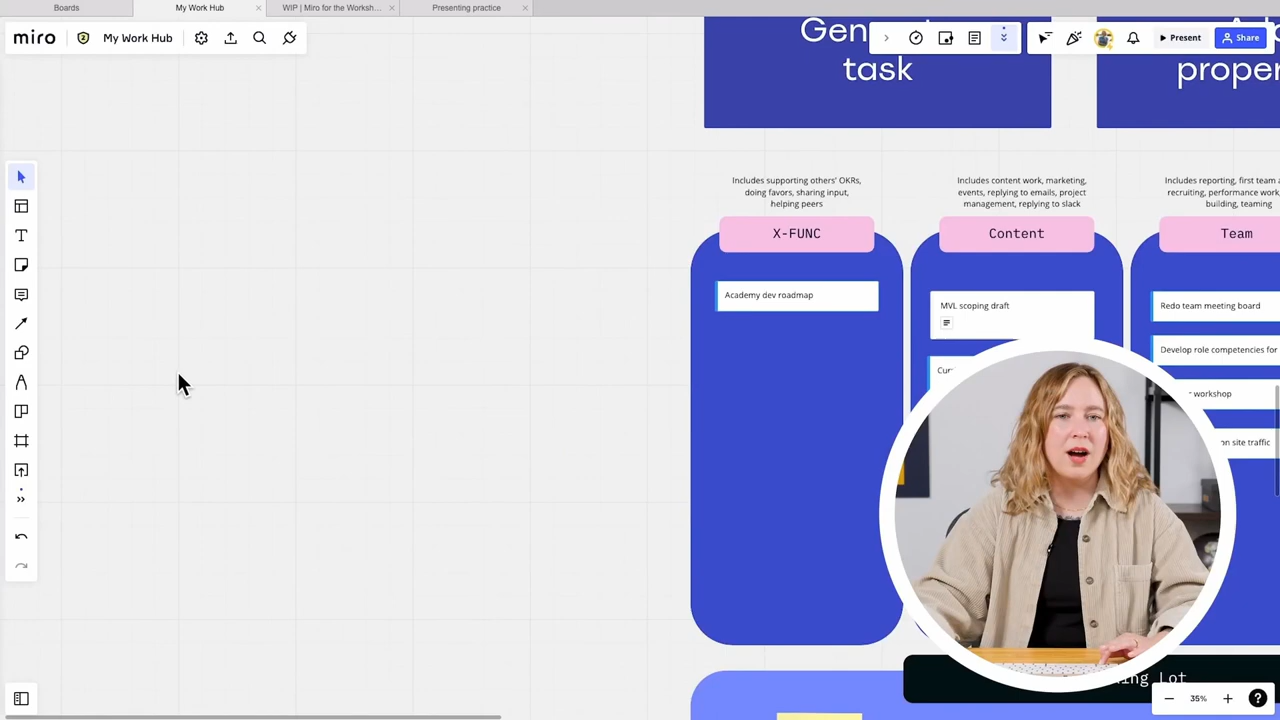 Boards
My Work Hub
WIP | Miro for the Worksh...
Presenting practice
miro
My Work Hub
Present
Share
task
Includes supporting others' OKRs,
doing favors, sharing input,
helping peers
X-FUNC
Academy dev roadmap
Includes content work, marketing,
events, replying to emails, project
management, replying to slack
Content
MVL scoping draft
Includes reporting, first team
recruiting, performance work,
building, teaming
Team
Redo team meeting board
Develop role competencies for
workshop
on site traffic
Lot
35%